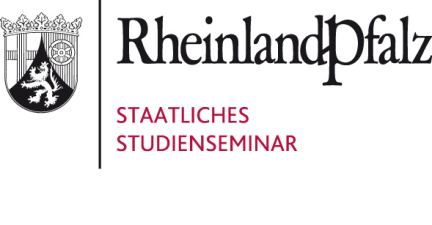 RheinlandPfalz
STAATLICHES
STUDIENSEMINAR